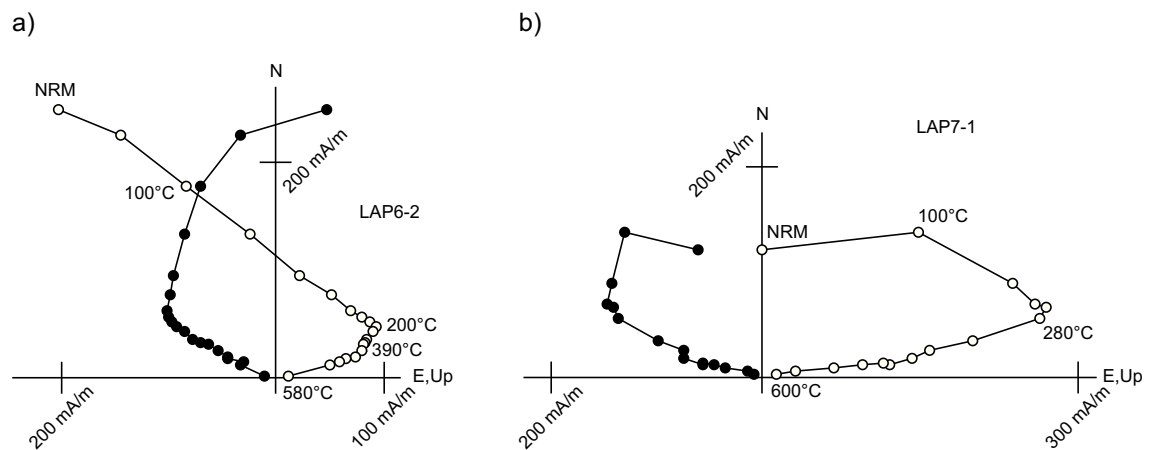 a)
N
NRM
200 mA/m
100°C
LAP6-2
200°C
390°C
E,Up
580°C
200 mA/m
100 mA/m
b)
N
LAP7-1
200 mA/m
100°C
NRM
280°C
E,Up
600°C
200 mA/m
300 mA/m